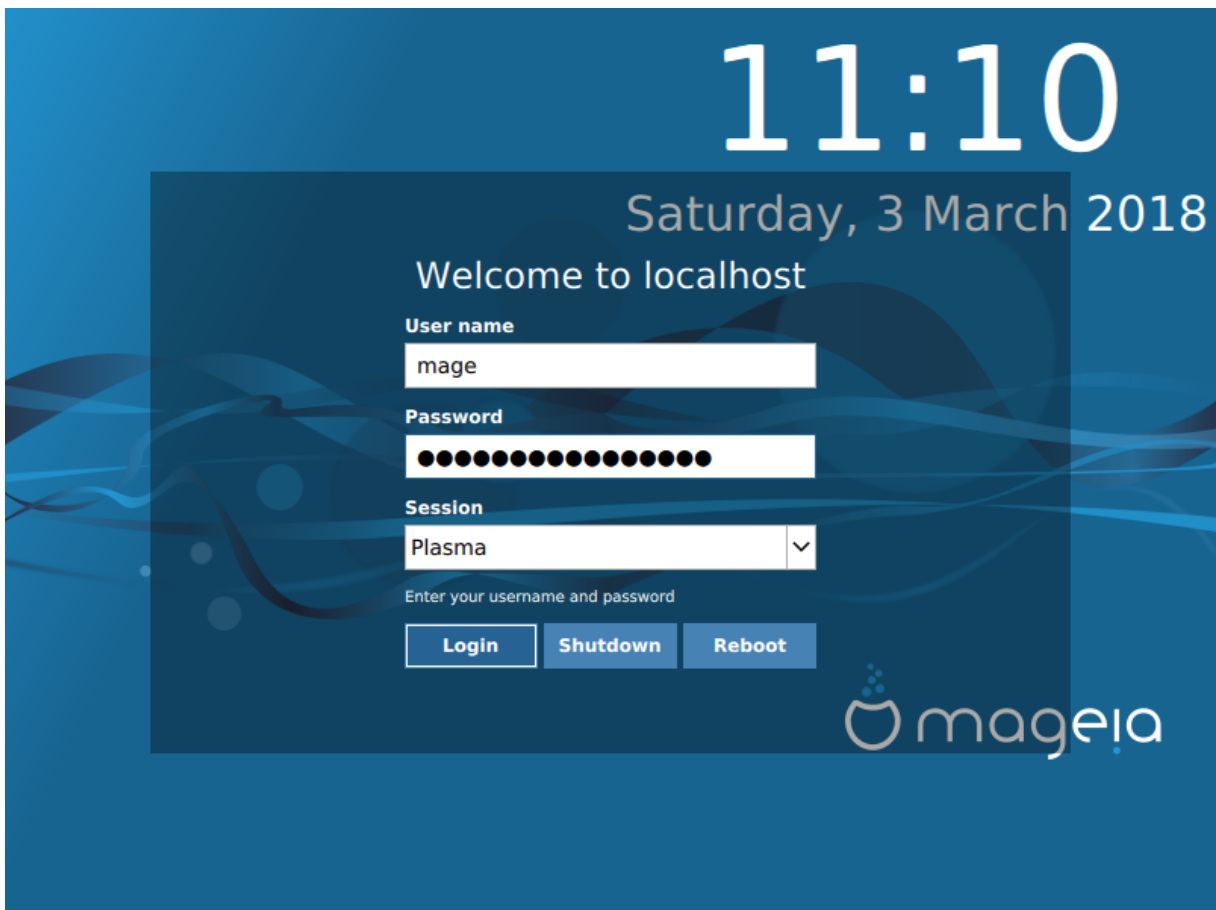 11:10
Saturday, 3 March 2018
Welcome to localhost
User name
mage
Password
●●●●●●●●●●●●●●●●
Session
Plasma
Enter your username and password
Login Shutdown Reboot
mageia